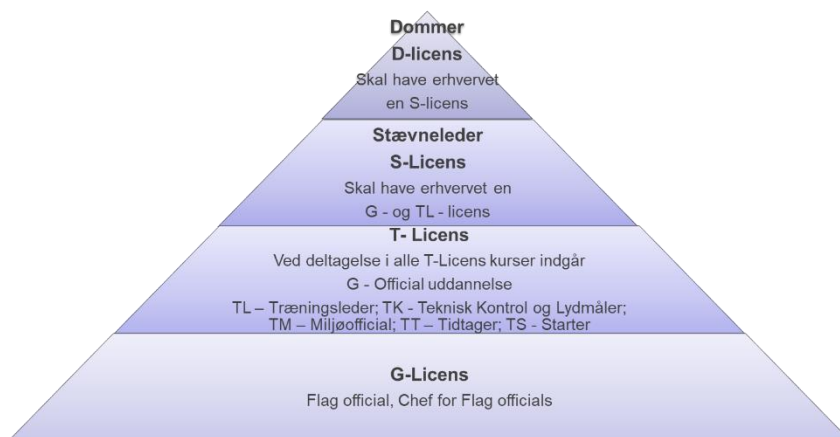 Dommer
D-licens
Skal have erhvervet
en S-licens
Stævneleder
S-Licens
Skal have erhvervet en
G - og TL - licens
T- Licens
Ved deltagelse i alle T-Licens kurser indgår
G - Official uddannelse
TL – Træningsleder; TK - Teknisk Kontrol og Lydmåler;
TM – Miljøofficial; TT – Tidtager; TS - Starter
G-Licens
Flag official, Chef for Flag officials